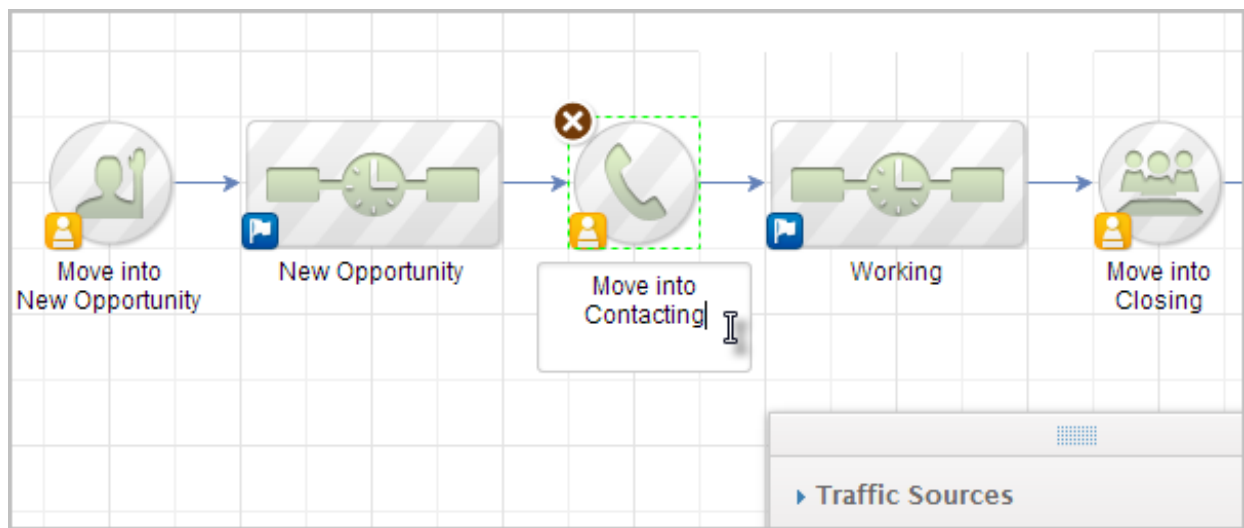 Move into
New Opportunity
New Opportunity
Move into
Contacting
Working
Move into
Closing
Traffic Sources